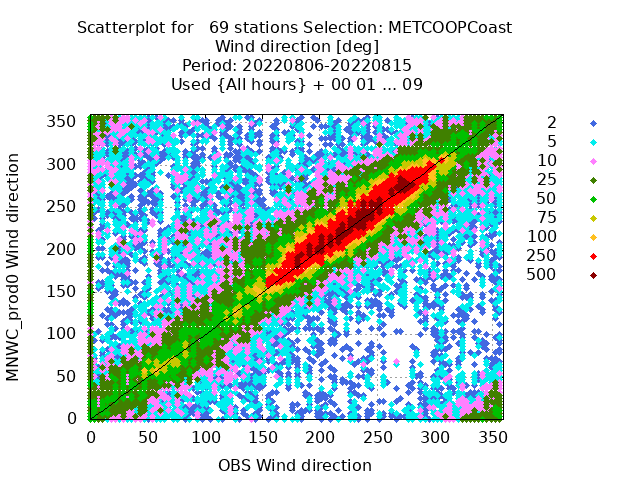 Scatterplot for   69 stations Selection: METCOOPCoast
Wind direction [deg]
Period: 20220806-20220815
Used {All hours} + 00 01 ... 09
MNWC_prod0 Wind direction
350
300
250
200
150
100
50
0
0 50 100 150 200 250 300 350
OBS Wind direction
2
5
10
25
50
75
100
250
500